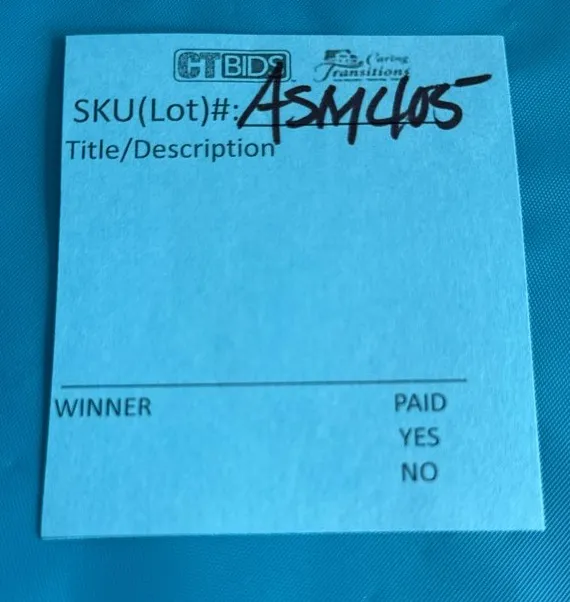 CTBIDS
Caring
Transitions
SKU(Lot)#: ASMC405
Title/Description
WINNER PAID
YES
NO